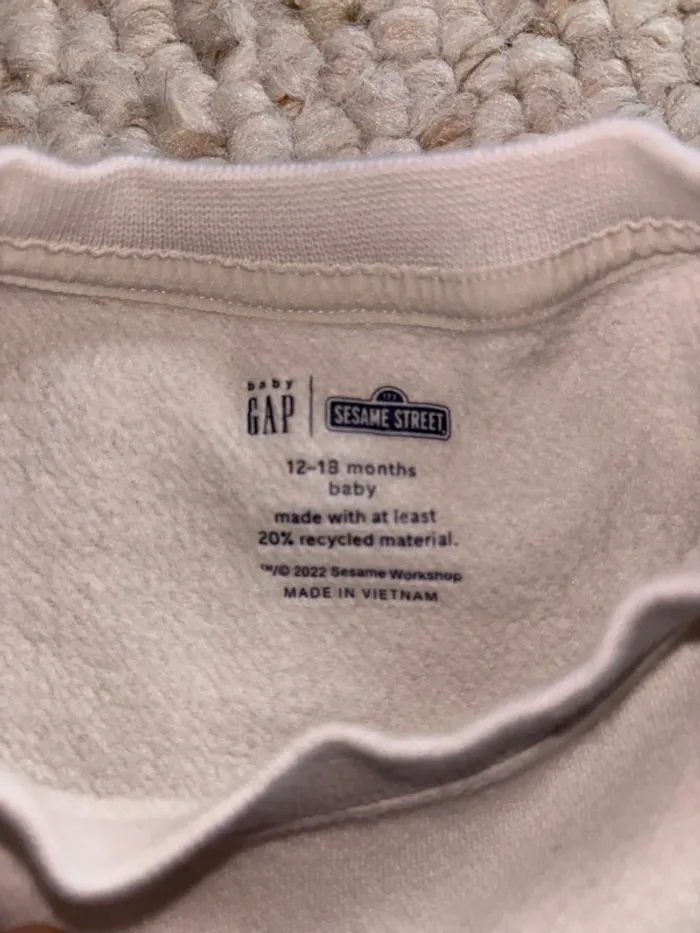 baby
GAP
123
SESAME STREET
12–18 months
baby
made with at least
20% recycled material.
™/© 2022 Sesame Workshop
MADE IN VIETNAM